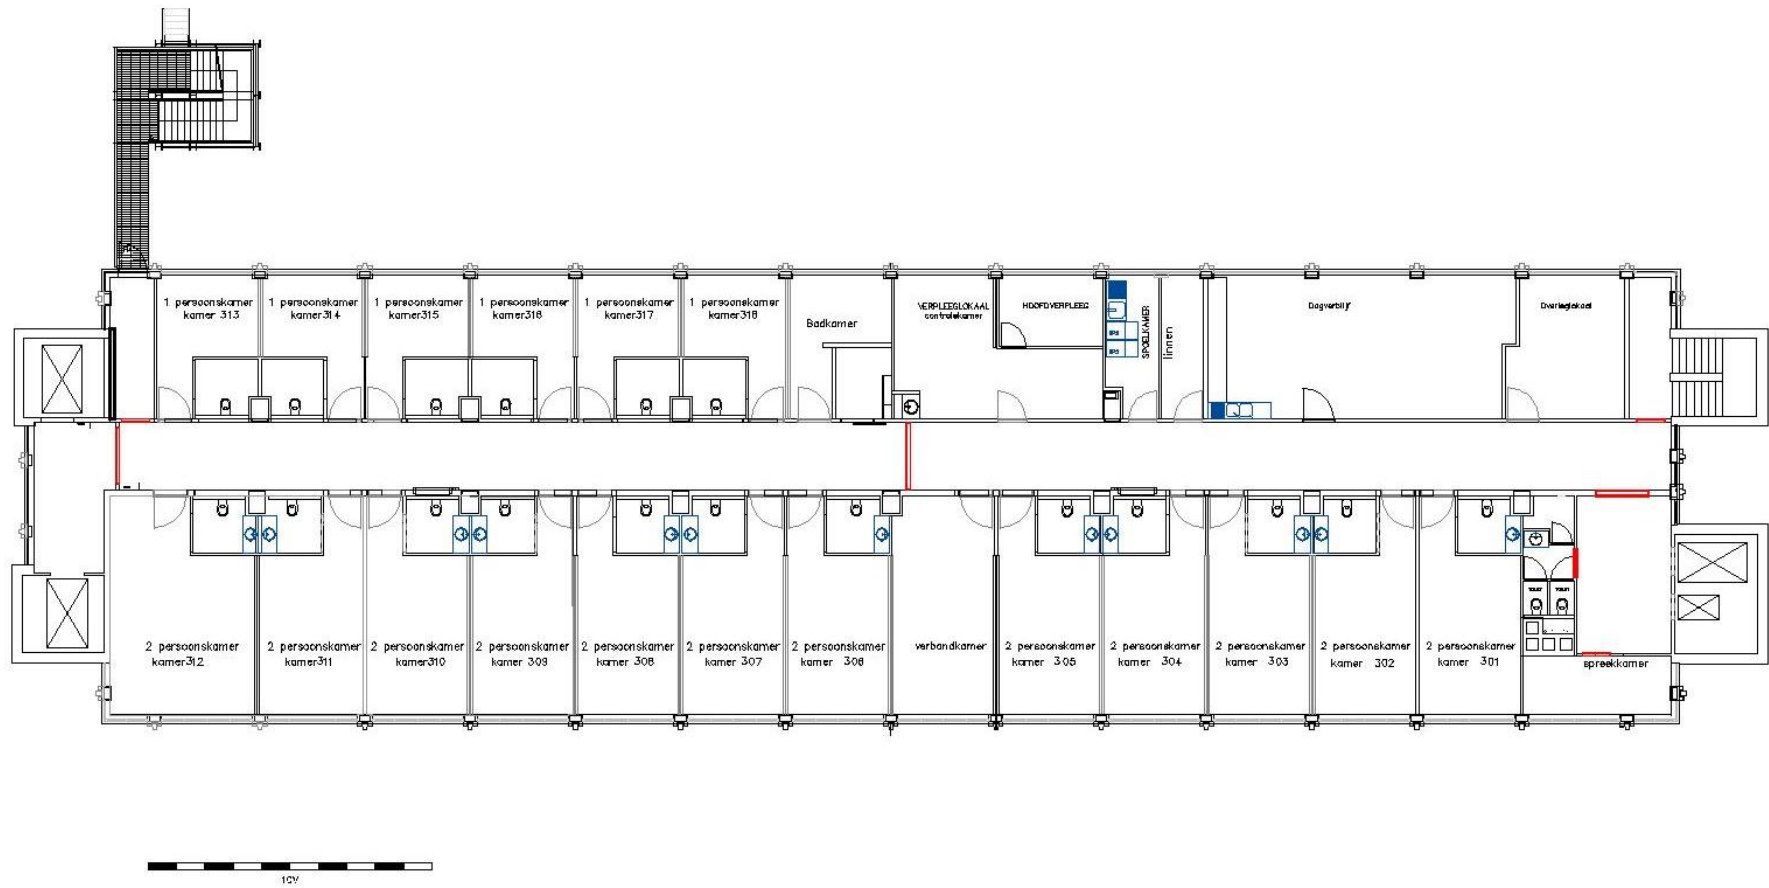 1 persoonskamer
kamer 313
1 persoonskamer
kamer314
1 persoonskamer
kamer315
1 persoonskamer
kamer316
1 persoonskamer
kamer317
1 persoonskamer
kamer318
Badkamer
VERPLEEGLOKAAL
controlekamer
HOOFDVERPLEEG
SPOELKAMER
linnen
Dagverblijf
Overleglokaal
2 persoonskamer
kamer312
2 persoonskamer
kamer311
2 persoonskamer
kamer310
2 persoonskamer
kamer 309
2 persoonskamer
kamer 308
2 persoonskamer
kamer 307
2 persoonskamer
kamer 306
verbandkamer
2 persoonskamer
kamer 305
2 persoonskamer
kamer 304
2 persoonskamer
kamer 303
2 persoonskamer
kamer 302
2 persoonskamer
kamer 301
toilet
toilet
spreekkamer